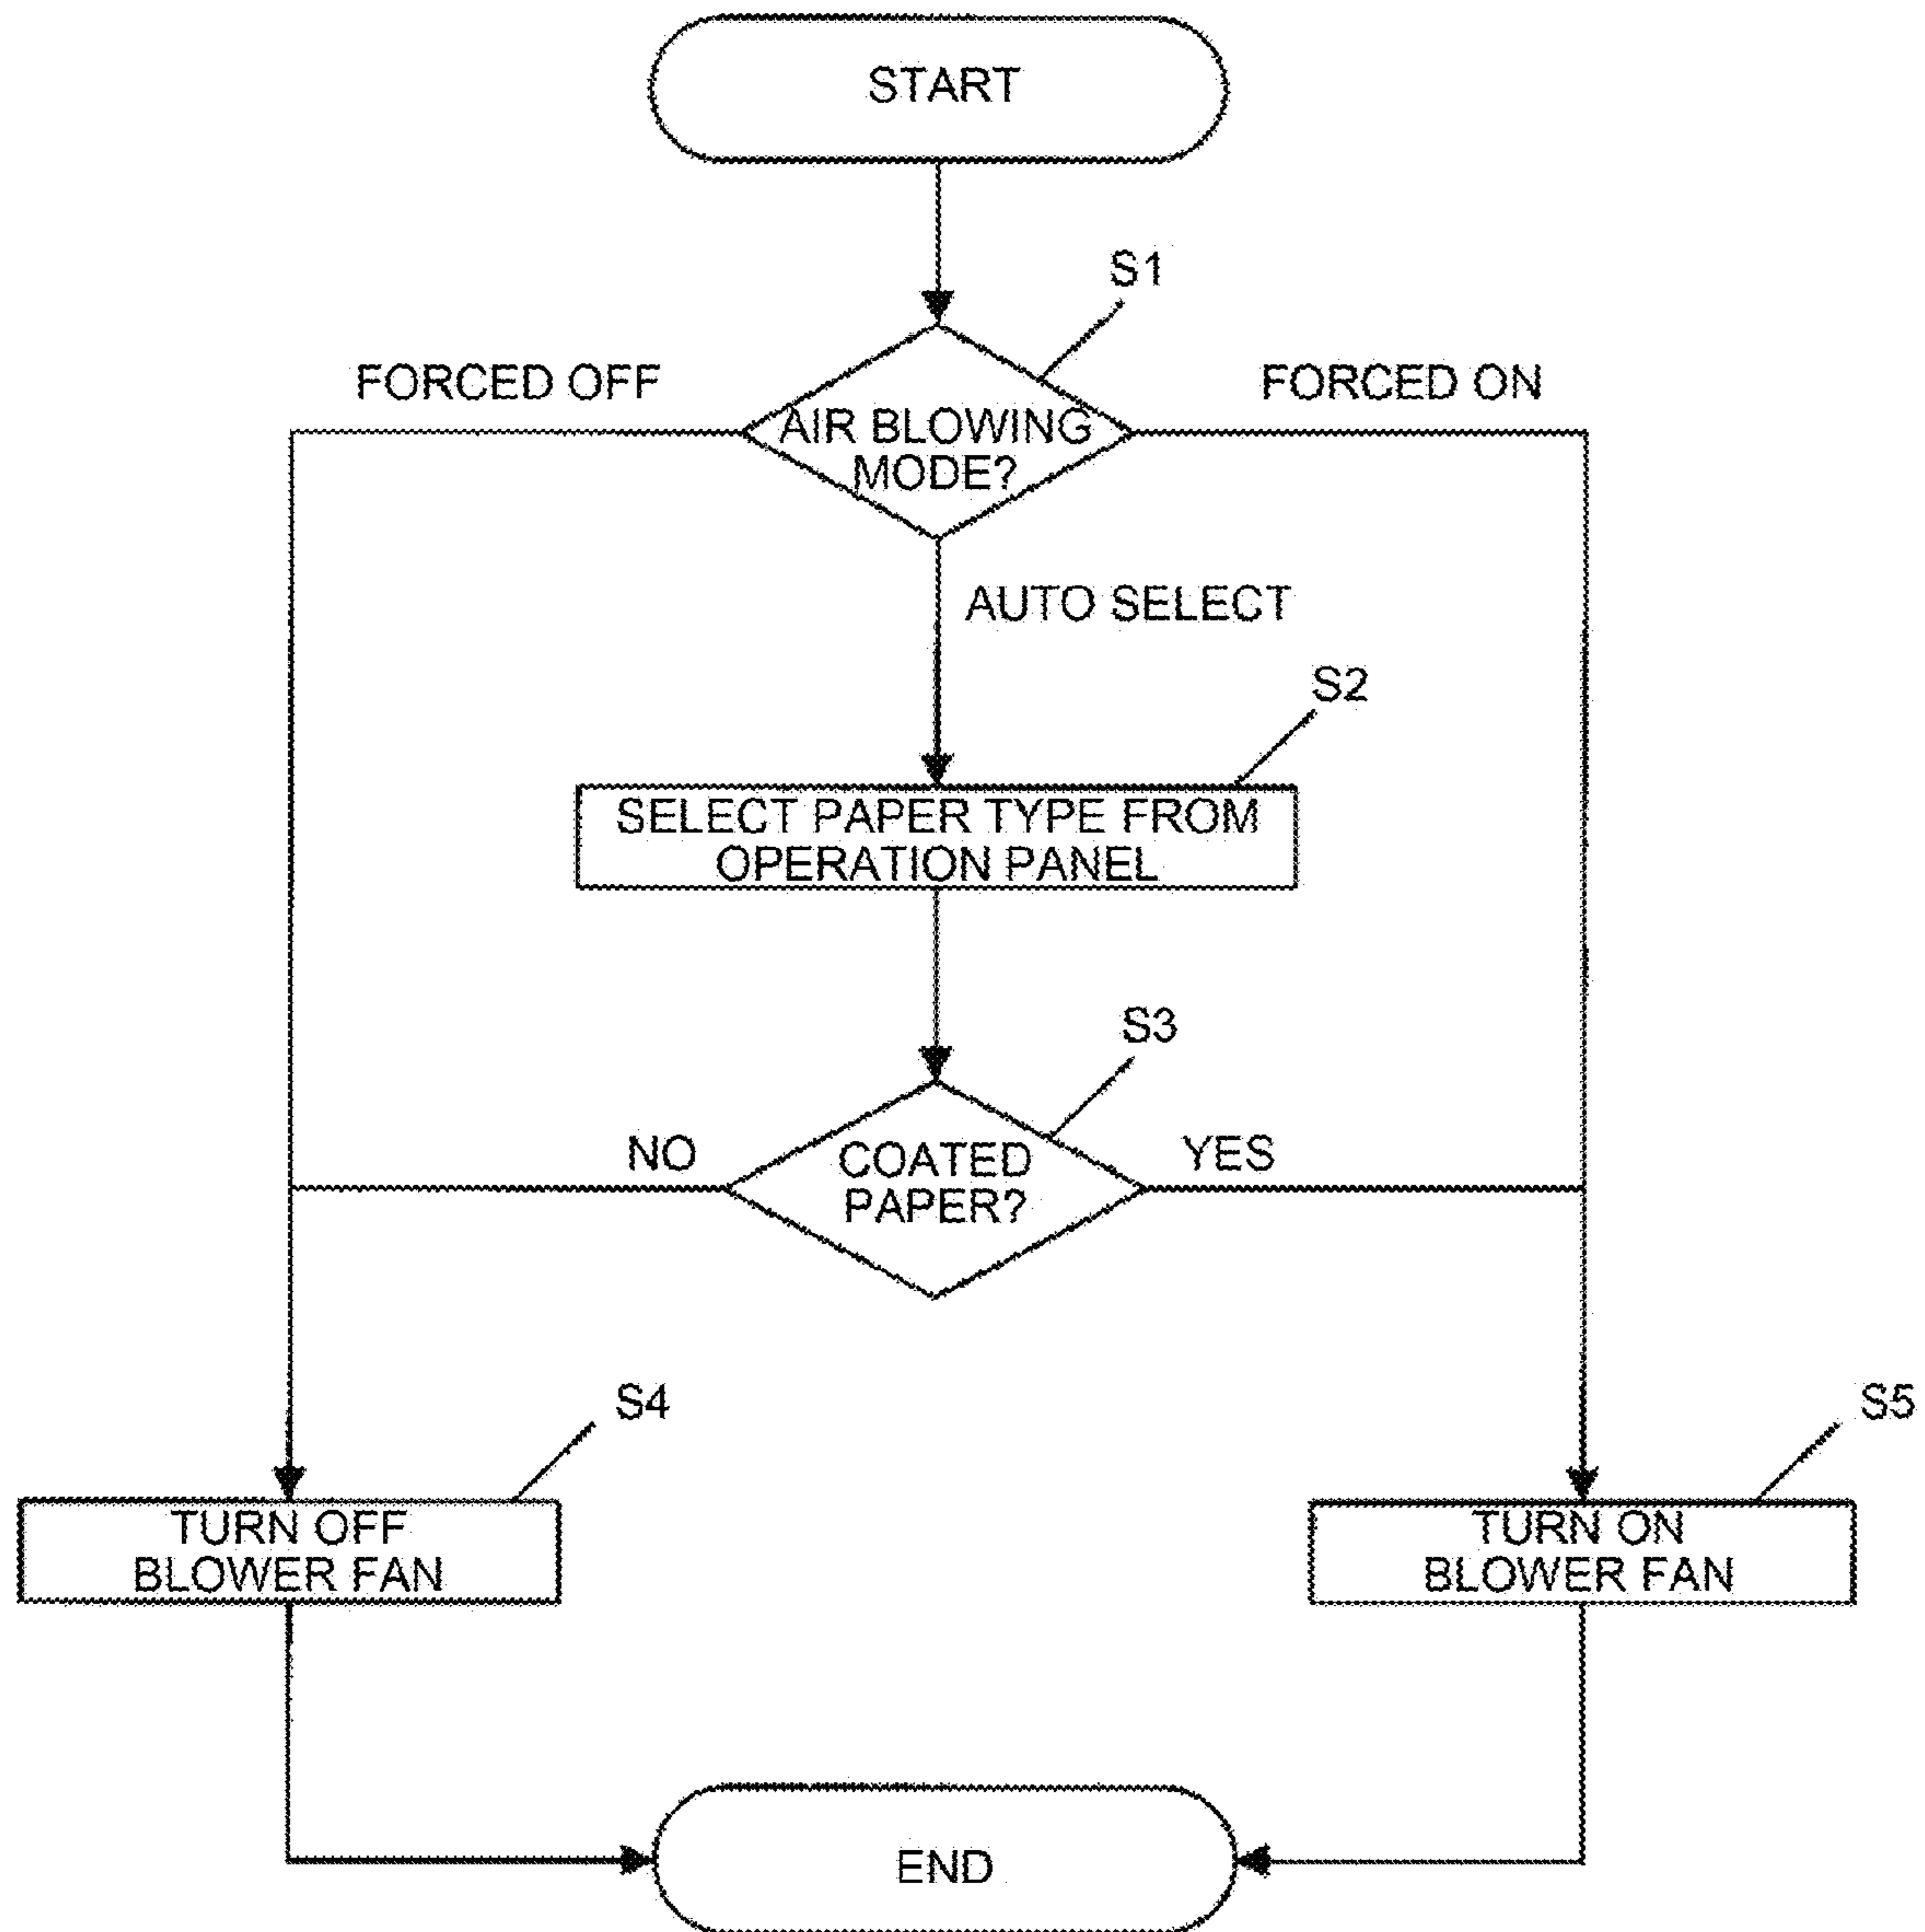 START
S1
FORCED OFF
FORCED ON
AIR BLOWING
MODE?
AUTO SELECT
S2
SELECT PAPER TYPE FROM
OPERATION PANEL
S3
NO
COATED
PAPER?
YES
S4
S5
TURN OFF
BLOWER FAN
TURN ON
BLOWER FAN
END